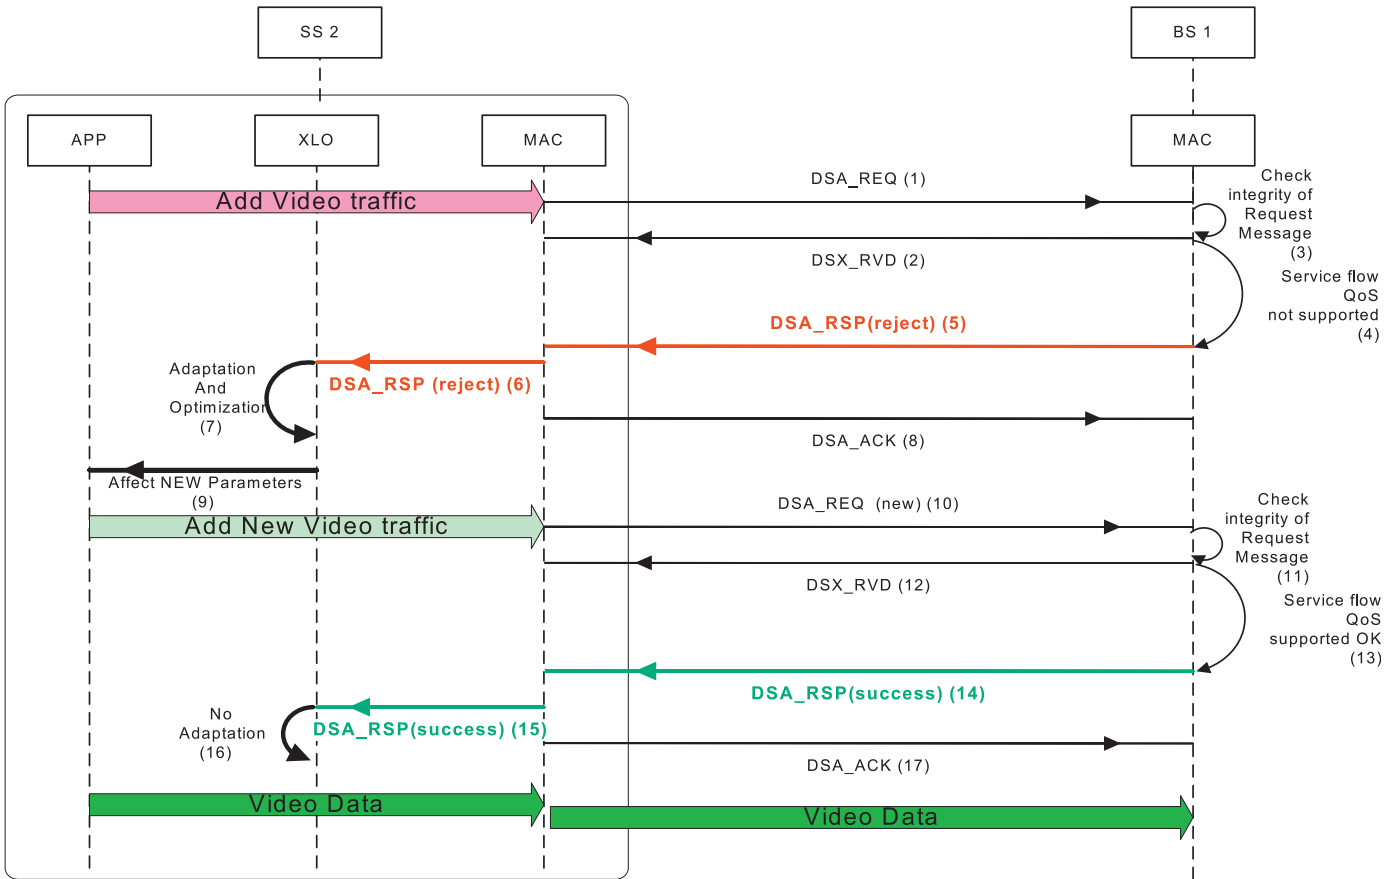 SS 2
BS 1
APP
XLO
MAC
MAC
Add Video traffic
DSA_REQ (1)
Check
integrity of
Request
Message
(3)
DSX_RVD (2)
Service flow
QoS
not supported
(4)
DSA_RSP(reject) (5)
Adaptation
And
Optimization
(7)
DSA_RSP (reject) (6)
DSA_ACK (8)
Affect NEW Parameters
(9)
Add New Video traffic
DSA_REQ (new) (10)
Check
integrity of
Request
Message
(11)
DSX_RVD (12)
Service flow
QoS
supported OK
(13)
DSA_RSP(success) (14)
No
Adaptation
(16)
DSA_RSP(success) (15)
DSA_ACK (17)
Video Data
Video Data